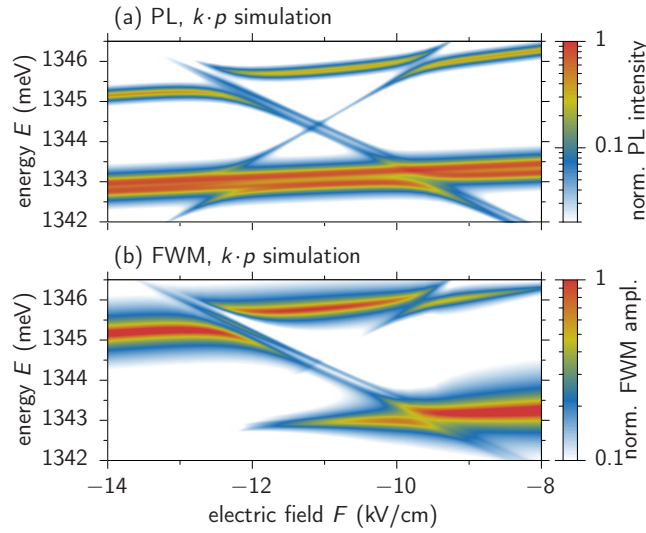 (a) PL, k·p simulation
1346
1345
1344
1343
1342
energy E (meV)
1
0.1
norm. PL intensity
(b) FWM, k·p simulation
1346
1345
1344
1343
1342
energy E (meV)
1
0.1
norm. FWM ampl.
−14
−12
−10
−8
electric field F (kV/cm)